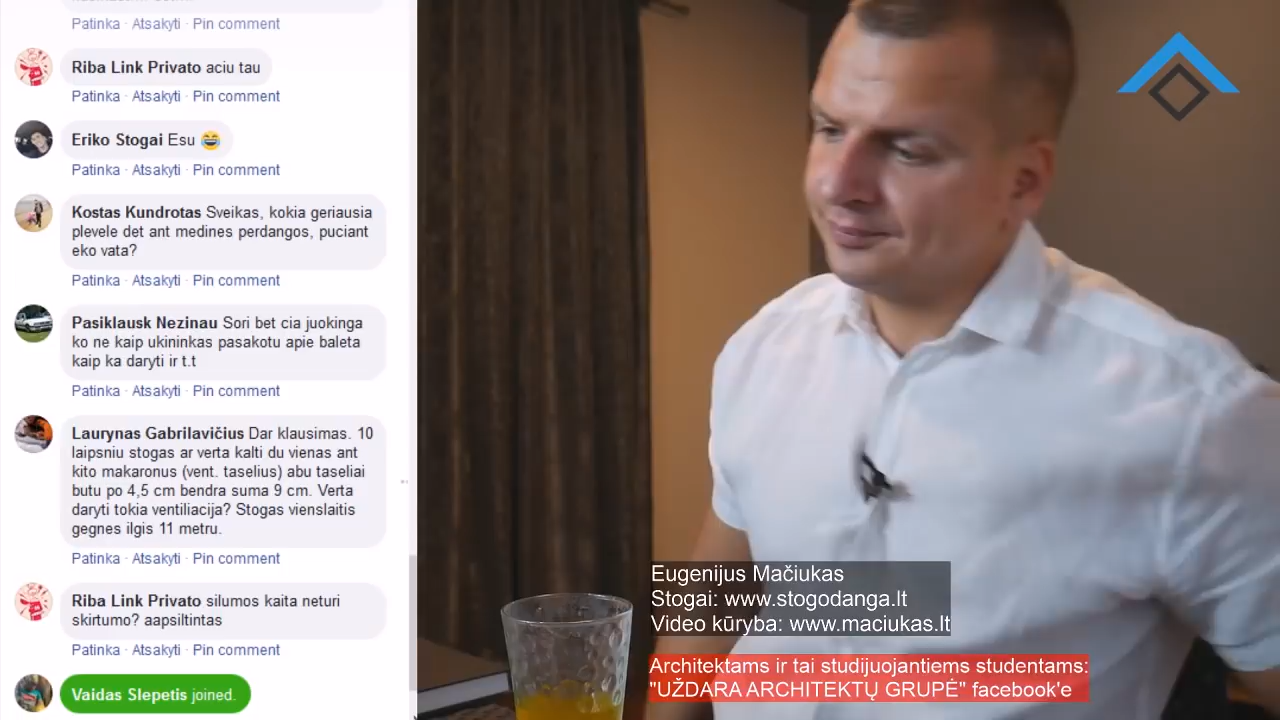 Patinka · Atsakyti · Pin comment
Riba Link Privato aciu tau
Patinka · Atsakyti · Pin comment
Eriko Stogai Esu 😂
Patinka · Atsakyti · Pin comment
Kostas Kundrotas Sveikas, kokia geriausia
plevele det ant medines perdangos, puciant
eko vata?
Patinka · Atsakyti · Pin comment
Pasiklausk Nezinau Sori bet cia juokinga
ko ne kaip ukininkas pasakotu apie baleta
kaip ka daryti ir t.t
Patinka · Atsakyti · Pin comment
Laurynas Gabrilavičius Dar klausimas. 10
laipsniu stogas ar verta kalti du vienas ant
kito makaronus (vent. taselius) abu taseliai
butu po 4,5 cm bendra suma 9 cm. Verta
daryti tokia ventiliacija? Stogas vienslaitis
gegnes ilgis 11 metru.
Patinka · Atsakyti · Pin comment
Riba Link Privato silumos kaita neturi
skirtumo? aapsiltintas
Patinka · Atsakyti · Pin comment
Vaidas Slepetis joined.
Eugenijus Mačiukas
Stogai: www.stogodanga.lt
Video kūryba: www.maciukas.lt
Architektams ir tai studijuojantiems studentams:
"UŽDARA ARCHITEKTŲ GRUPĖ" facebook'e